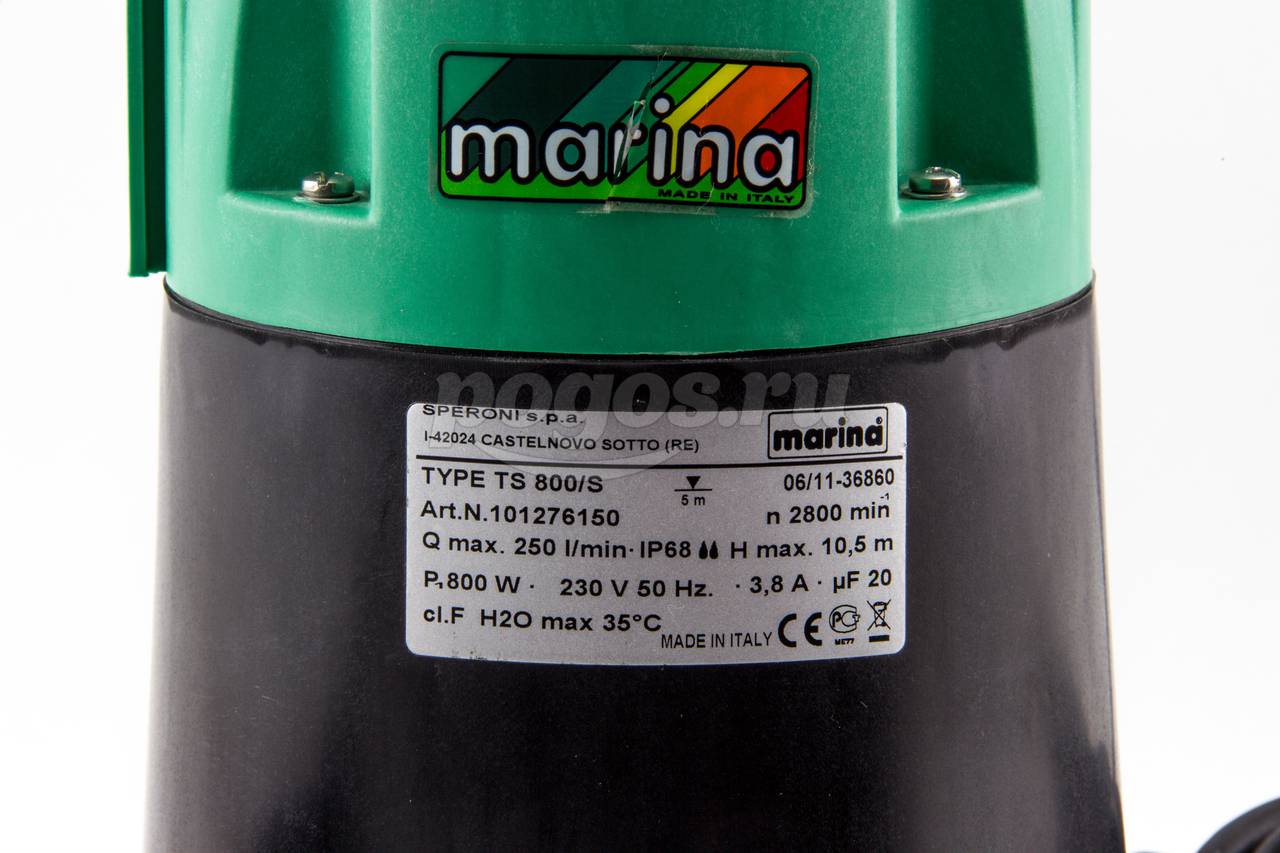 marina
MADE IN ITALY
pogos.ru
SPERONI s.p.a.
I-42024 CASTELNOVO SOTTO (RE)
marina
TYPE TS 800/S
5 m
06/11-36860
Art.N.101276150
n 2800 min-1
Q max. 250 l/min· IP68 H max. 10,5 m
P1 800 W · 230 V 50 Hz. · 3,8 A · µF 20
cl.F H2O max 35°C
MADE IN ITALY CE